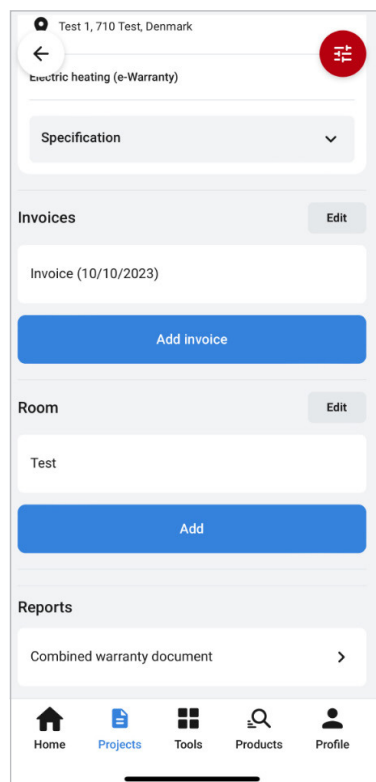 Test 1, 710 Test, Denmark
Electric heating (e-Warranty)
Specification
Invoices
Edit
Invoice (10/10/2023)
Add invoice
Room
Edit
Test
Add
Reports
Combined warranty document
Home Projects Tools Products Profile